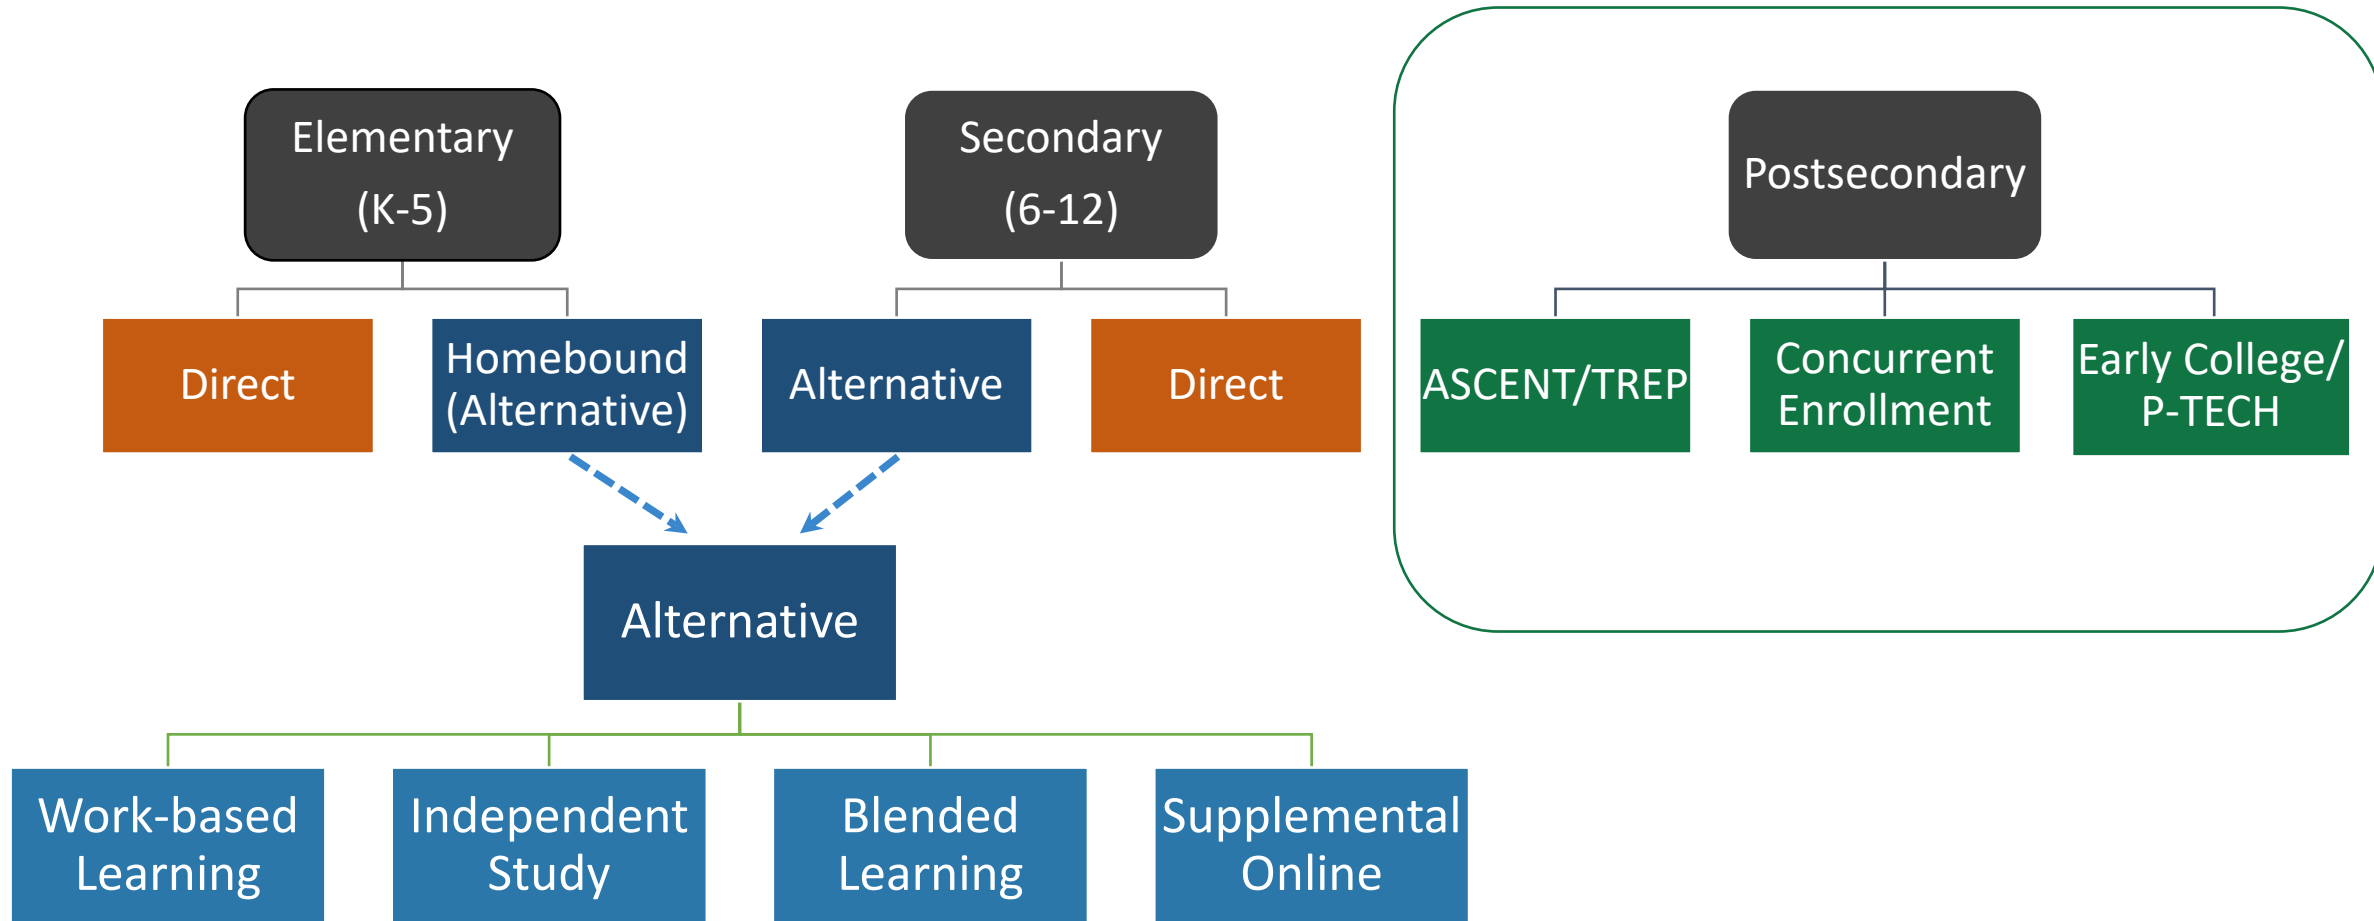 Elementary
(K-5)
Secondary
(6-12)
Postsecondary
Direct
Homebound
(Alternative)
Alternative
Direct
ASCENT/TREP
Concurrent
Enrollment
Early College/
P-TECH
Alternative
Work-based
Learning
Independent
Study
Blended
Learning
Supplemental
Online